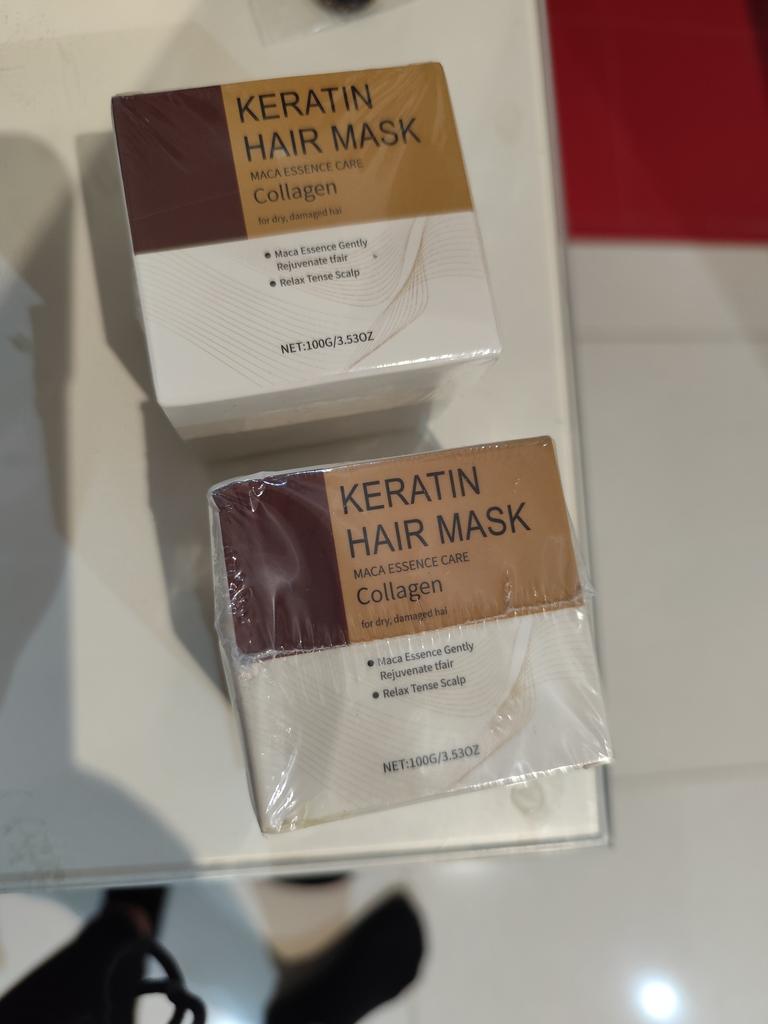 KERATIN
HAIR MASK
MACA ESSENCE CARE
Collagen
for dry, damaged hai
Maca Essence Gently
Rejuvenate tfair
Relax Tense Scalp
NET:100G/3.53OZ
KERATIN
HAIR MASK
MACA ESSENCE CARE
Collagen
for dry, damaged hai
Maca Essence Gently
Rejuvenate tfair
Relax Tense Scalp
NET:100G/3.53OZ